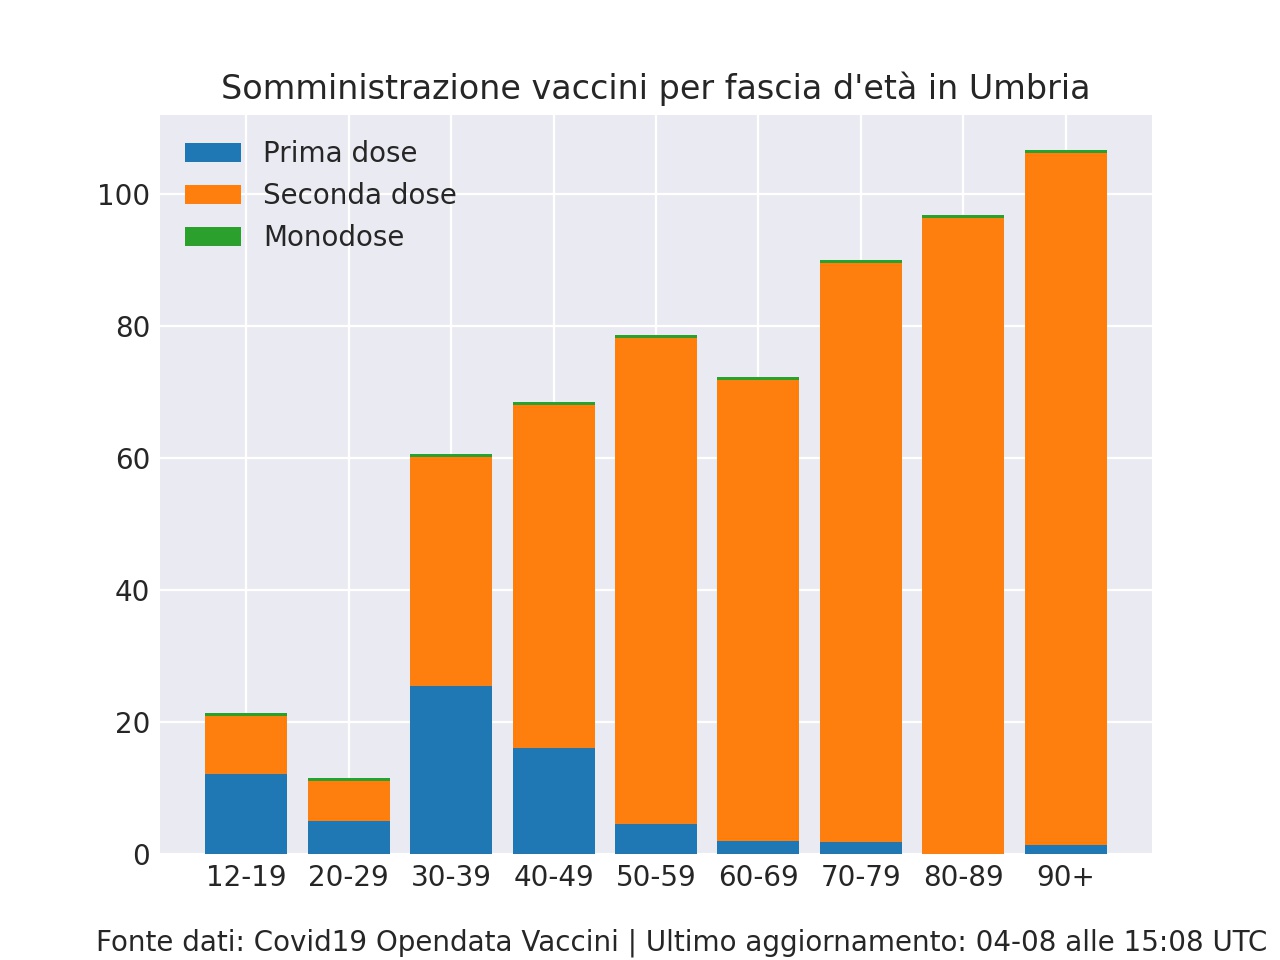 Somministrazione vaccini per fascia d'età in Umbria
Prima dose
Seconda dose
Monodose
100
80
60
40
20
0
12-19 20-29 30-39 40-49 50-59 60-69 70-79 80-89 90+
Fonte dati: Covid19 Opendata Vaccini | Ultimo aggiornamento: 04-08 alle 15:08 UTC